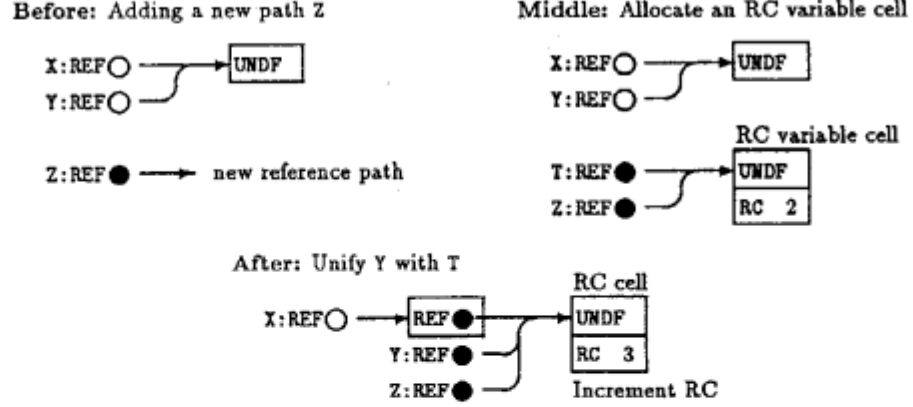 Before: Adding a new path Z
X:REF
UNDF
Y:REF
Z:REF
new reference path
Middle: Allocate an RC variable cell
X:REF
UNDF
Y:REF
RC variable cell
T:REF
UNDF
Z:REF
RC 2
After: Unify Y with T
RC cell
X:REF
REF
UNDF
Y:REF
RC 3
Z:REF
Increment RC